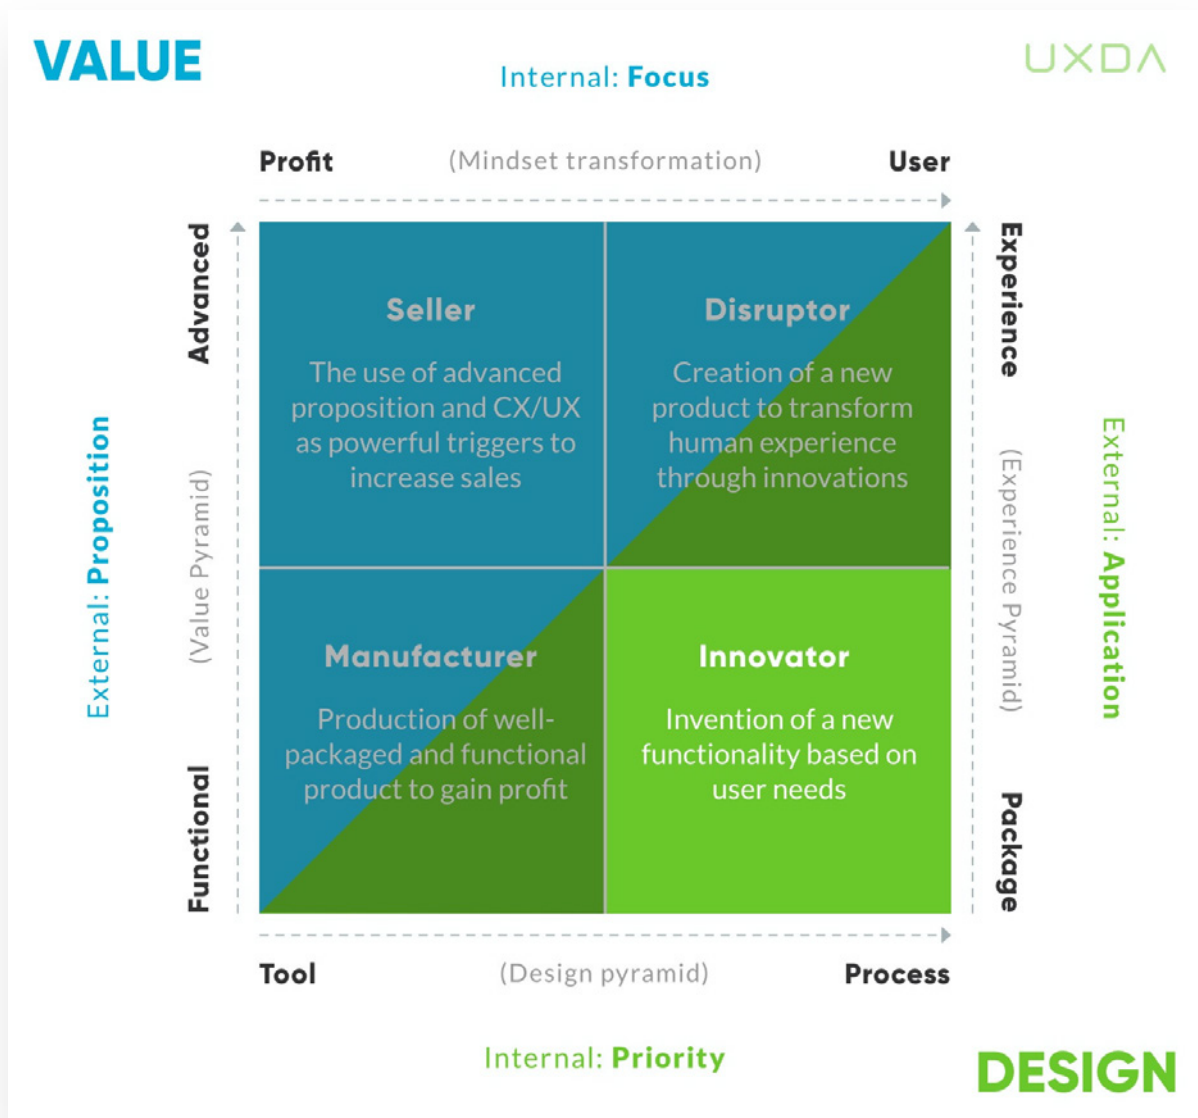 VALUE
UXDA
Internal: Focus
Profit
(Mindset transformation)
User
Advanced
Experience
Seller
The use of advanced
proposition and CX/UX
as powerful triggers to
increase sales
Disruptor
Creation of a new
product to transform
human experience
through innovations
External: Proposition
(Value Pyramid)
(Experience Pyramid)
External: Application
Manufacturer
Production of well-
packaged and functional
product to gain profit
Innovator
Invention of a new
functionality based on
user needs
Functional
Package
Tool
(Design pyramid)
Process
Internal: Priority
DESIGN